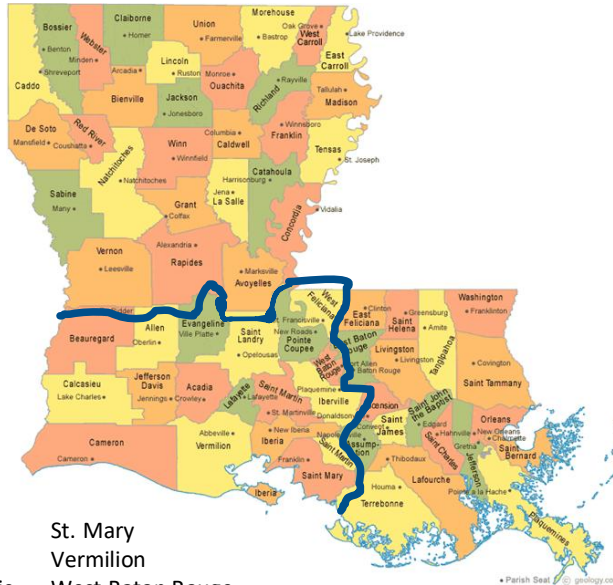 Caddo
Bossier
Benton
Shreveport
Webster
Minden
Claiborne
Homer
Union
Farmerville
Morehouse
Bastrop
Oak Grove
West
Carroll
Lake Providence
East
Carroll
Lincoln
Ruston
Monroe
Ouachita
Arcadia
Bienville
Jackson
Jonesboro
Richland
Rayville
Tallulah
Madison
De Soto
Mansfield
Red River
Coushatta
Winn
Winnfield
Columbia
Caldwell
Winnsboro
Franklin
Tensas
St. Joseph
Natchitoches
Natchitoches
Sabine
Many
Harrisonburg
Catahoula
Jena
La Salle
Grant
Colfax
Concordia
Vidalia
Vernon
Leesville
Alexandria
Rapides
Marksville
Avoyelles
West
Feliciana
Beauregard
Allen
Oberlin
Evangeline
Ville Platte
Saint
Landry
Opelousas
Francisville
New Roads
Pointe
Coupee
East
Feliciana
Clinton
Greensburg
Saint
Helena
Amite
Tangipahoa
Washington
Franklinton
West
Baton
Rouge
Baton Rouge
Livingston
Livingston
Covington
Saint Tammany
Calcasieu
Lake Charles
Jefferson
Davis
Jennings
Acadia
Crowley
Lafayette
Lafayette
Saint Martin
St. Martinville
Plaquemine
Iberville
Saint
James
Saint John
the Baptist
Edgard
Hahnville
Orleans
New Orleans
Gretna
Chalmette
Saint
Bernard
Cameron
Cameron
Abbeville
Vermilion
New Iberia
Iberia
Franklin
Saint Martin
Saint Mary
Iberia
Thibodaux
Lafourche
Saint Charles
Jefferson
Houma
Terrebonne
Plaquemines
St. Mary
Vermilion
Parish Seat
© geology.co